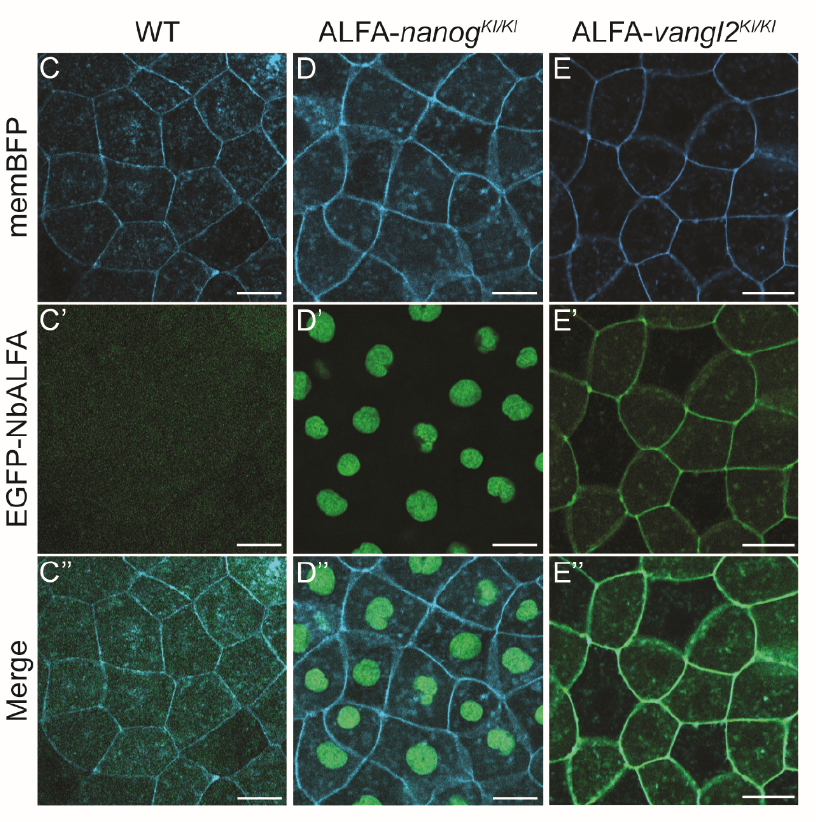 WT ALFA-nanogKI/KI ALFA-vangl2KI/KI
memBFP
C D E
EGFP-NbALFA
C' D' E'
Merge
C" D" E"